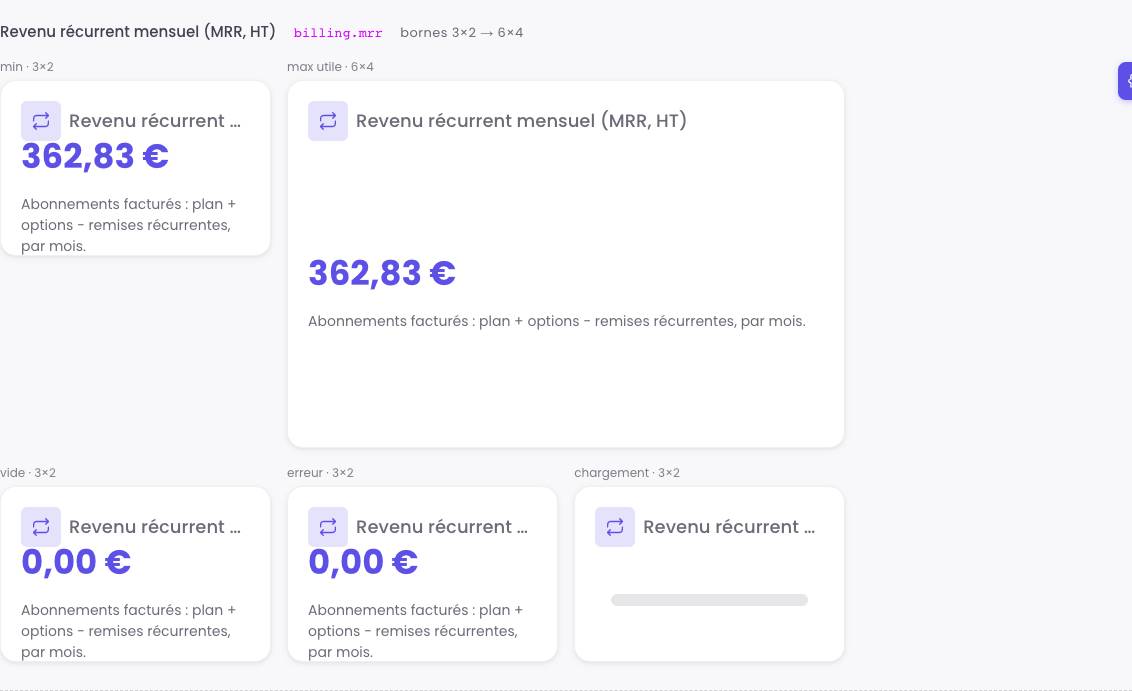 Revenu récurrent mensuel (MRR, HT) billing.mrr bornes 3×2 → 6×4
min · 3×2
max utile · 6×4
Revenu récurrent ...
362,83 €
Abonnements facturés : plan +
options - remises récurrentes,
par mois.
Revenu récurrent mensuel (MRR, HT)
362,83 €
Abonnements facturés : plan + options - remises récurrentes, par mois.
vide · 3×2
erreur · 3×2
chargement · 3×2
Revenu récurrent ...
0,00 €
Abonnements facturés : plan +
options - remises récurrentes,
par mois.
Revenu récurrent ...
0,00 €
Abonnements facturés : plan +
options - remises récurrentes,
par mois.
Revenu récurrent ...